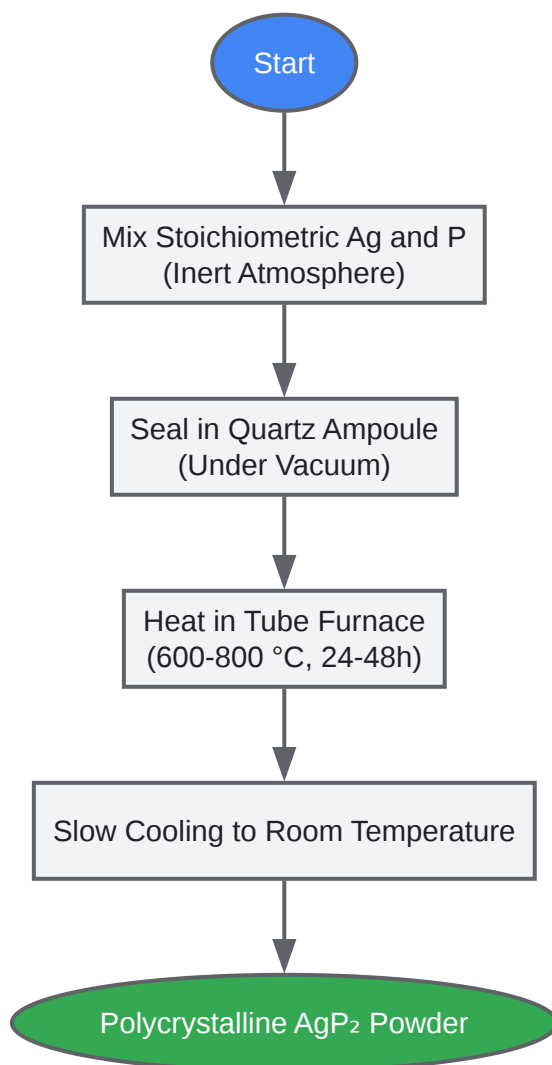 Start
Mix Stoichiometric Ag and P
(Inert Atmosphere)
Seal in Quartz Ampoule
(Under Vacuum)
Heat in Tube Furnace
(600-800 °C, 24-48h)
Slow Cooling to Room Temperature
Polycrystalline AgP₂ Powder